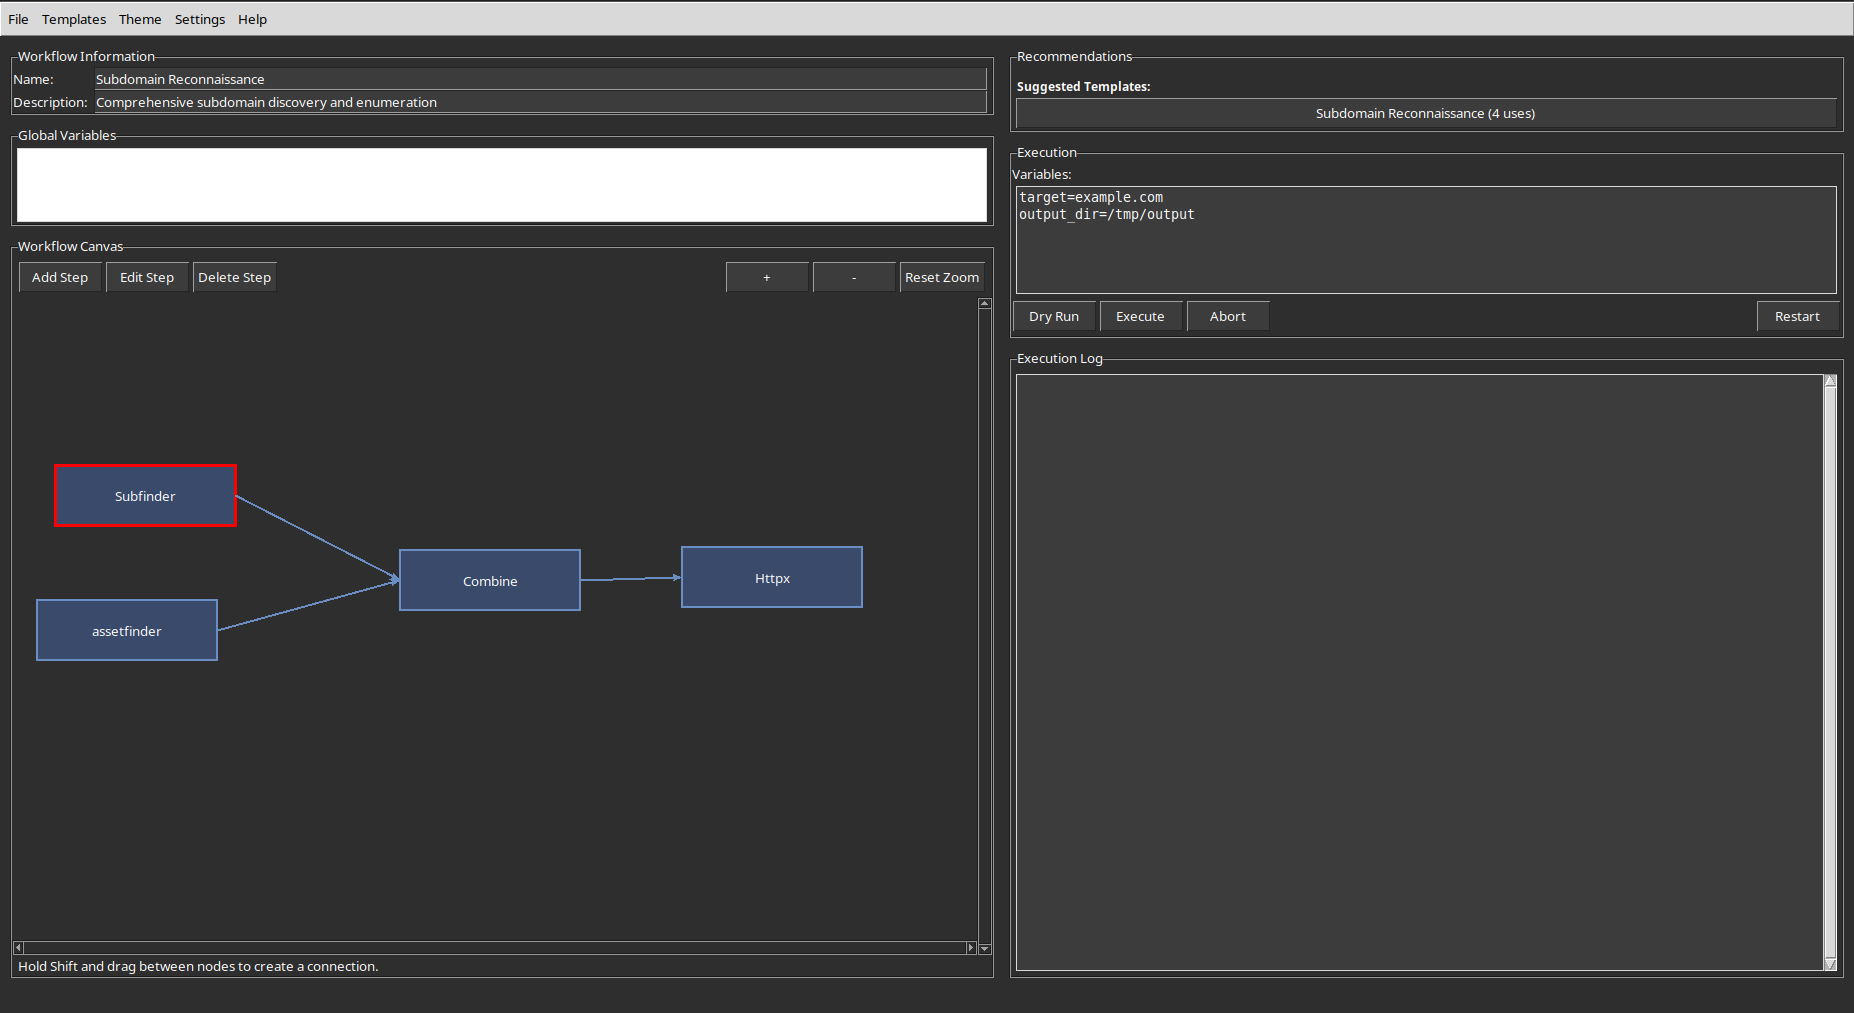 File Templates Theme Settings Help
Workflow Information
Name: Subdomain Reconnaissance
Description: Comprehensive subdomain discovery and enumeration
Global Variables
Workflow Canvas
Add Step Edit Step Delete Step + - Reset Zoom
Subfinder
Combine
Httpx
assetfinder
Hold Shift and drag between nodes to create a connection.
Recommendations
Suggested Templates:
Subdomain Reconnaissance (4 uses)
Execution
Variables:
target=example.com
output_dir=/tmp/output
Dry Run Execute Abort Restart
Execution Log